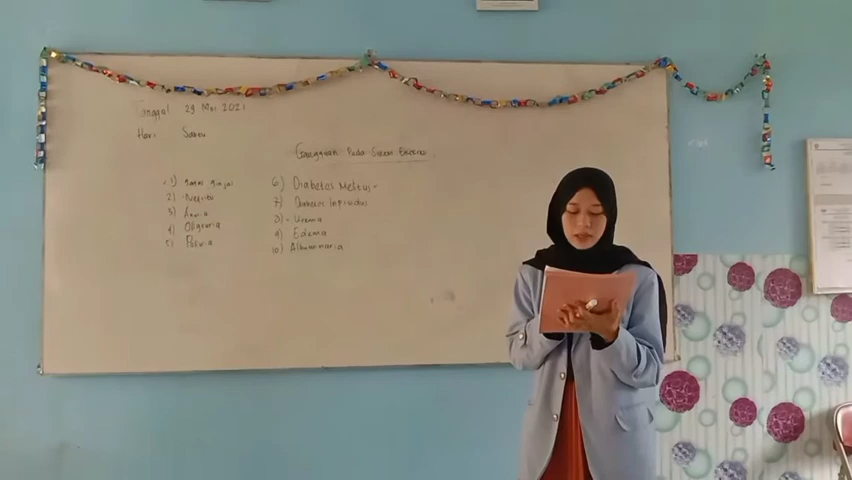 Tanggal 29 Mei 2021
Hari Sabtu
Gangguan Pada Sistem Ekskresi
1) Gagal ginjal
2) Nefritis
3) Anuria
4) Oligouria
5) Poliuria
6) Diabetes Melitus
7) Diabetes Insipidus
8) Uremia
9) Edema
10) Albuminuria